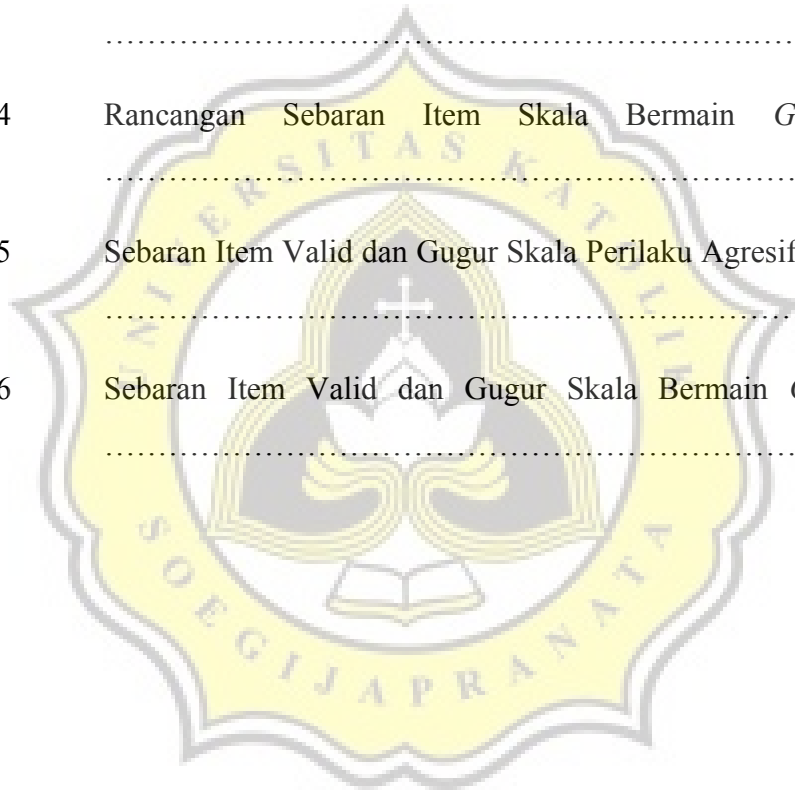 ……………………………………………………….…
4 Rancangan Sebaran Item Skala Bermain G
……………………………………………………………
5 Sebaran Item Valid dan Gugur Skala Perilaku Agresif
…………………………………………………..………
6 Sebaran Item Valid dan Gugur Skala Bermain
……………………………………………………………
UNIVERSITAS KATOLIK
SOEGIJAPRANATA